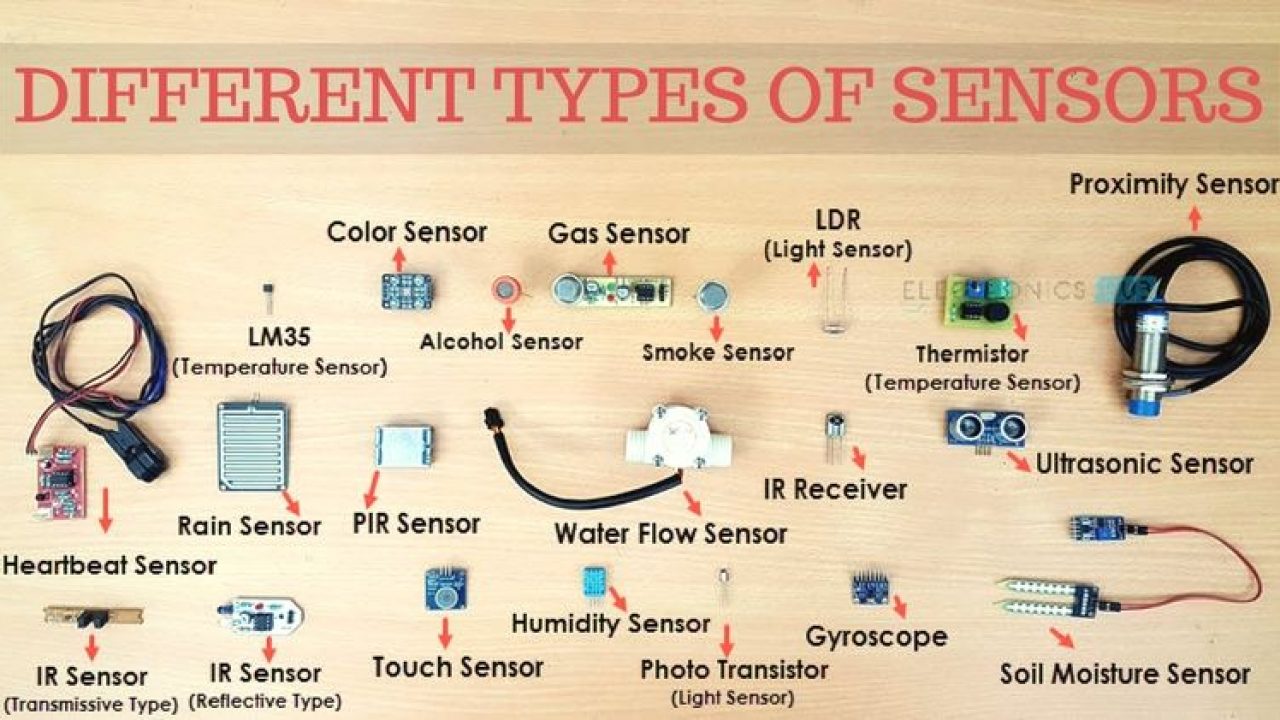 DIFFERENT TYPES OF SENSORS
Proximity Sensor
Color Sensor
Gas Sensor
LDR
(Light Sensor)
ELECTRONICS HUB
LM35
(Temperature Sensor)
Alcohol Sensor
Smoke Sensor
Thermistor
(Temperature Sensor)
Rain Sensor
PIR Sensor
Water Flow Sensor
IR Receiver
Ultrasonic Sensor
Heartbeat Sensor
IR Sensor
(Transmissive Type)
IR Sensor
(Reflective Type)
Touch Sensor
Humidity Sensor
Photo Transistor
(Light Sensor)
Gyroscope
Soil Moisture Sensor